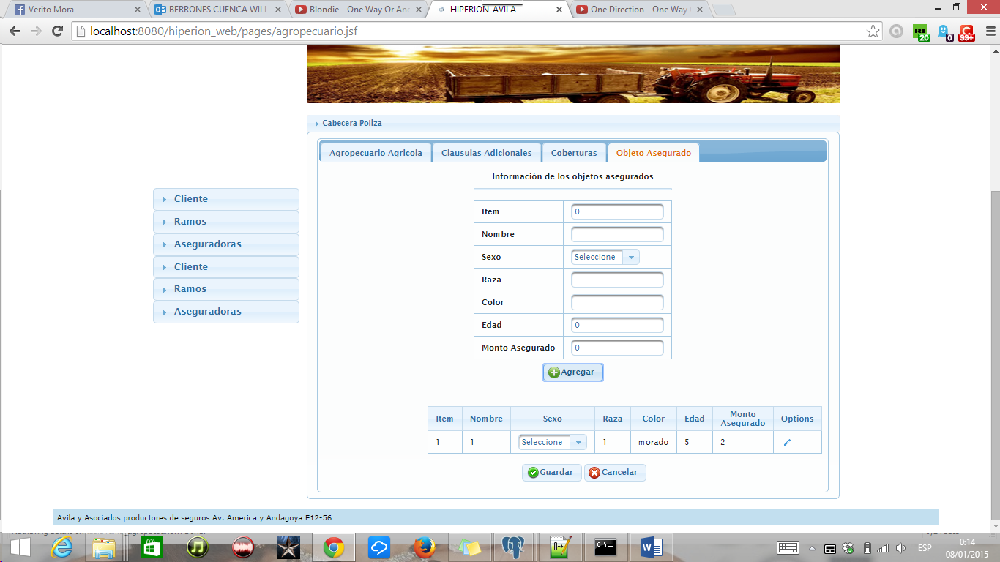 Verito Mora
BERRONES CUENCA WILL
Blondie - One Way Or Ano
HIPERION-AVILA
One Direction - One Way
localhost:8080/hiperion_web/pages/agropecuario.jsf
20
0
99+
Cabecera Poliza
Agropecuario Agricola
Clausulas Adicionales
Coberturas
Objeto Asegurado
Información de los objetos asegurados
Cliente
Ramos
Aseguradoras
Cliente
Ramos
Aseguradoras
Item 0
Nombre
Sexo Seleccione
Raza
Color
Edad 0
Monto Asegurado 0
Agregar
Item Nombre Sexo Raza Color Edad Monto Asegurado Options
1 1 Seleccione 1 morado 5 2
Guardar Cancelar
Avila y Asociados productores de seguros Av. America y Andagoya E12-56
ESP
0:14
08/01/2015